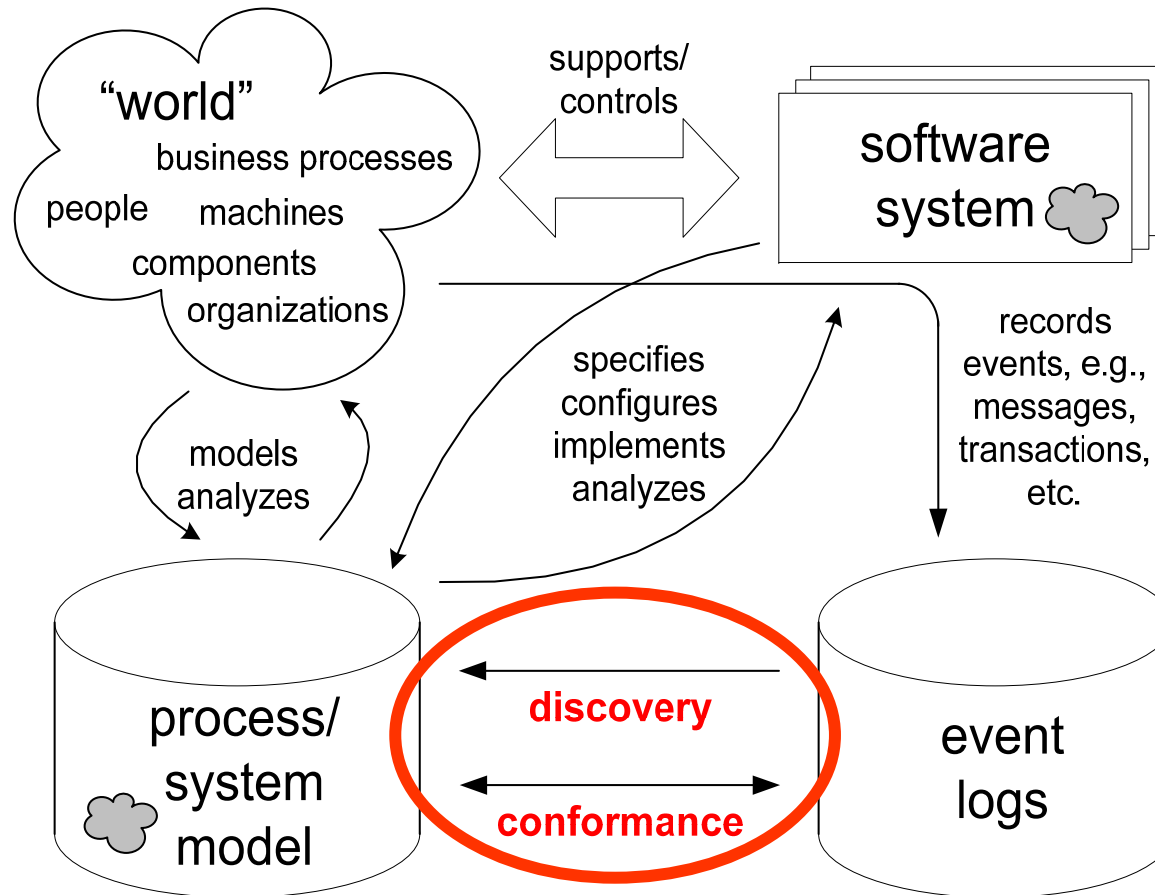 “world”
business processes
people
machines
components
organizations
supports/
controls
software
system
records
events, e.g.,
messages,
transactions,
etc.
specifies
configures
implements
analyzes
models
analyzes
process/
system
model
discovery
conformance
event
logs